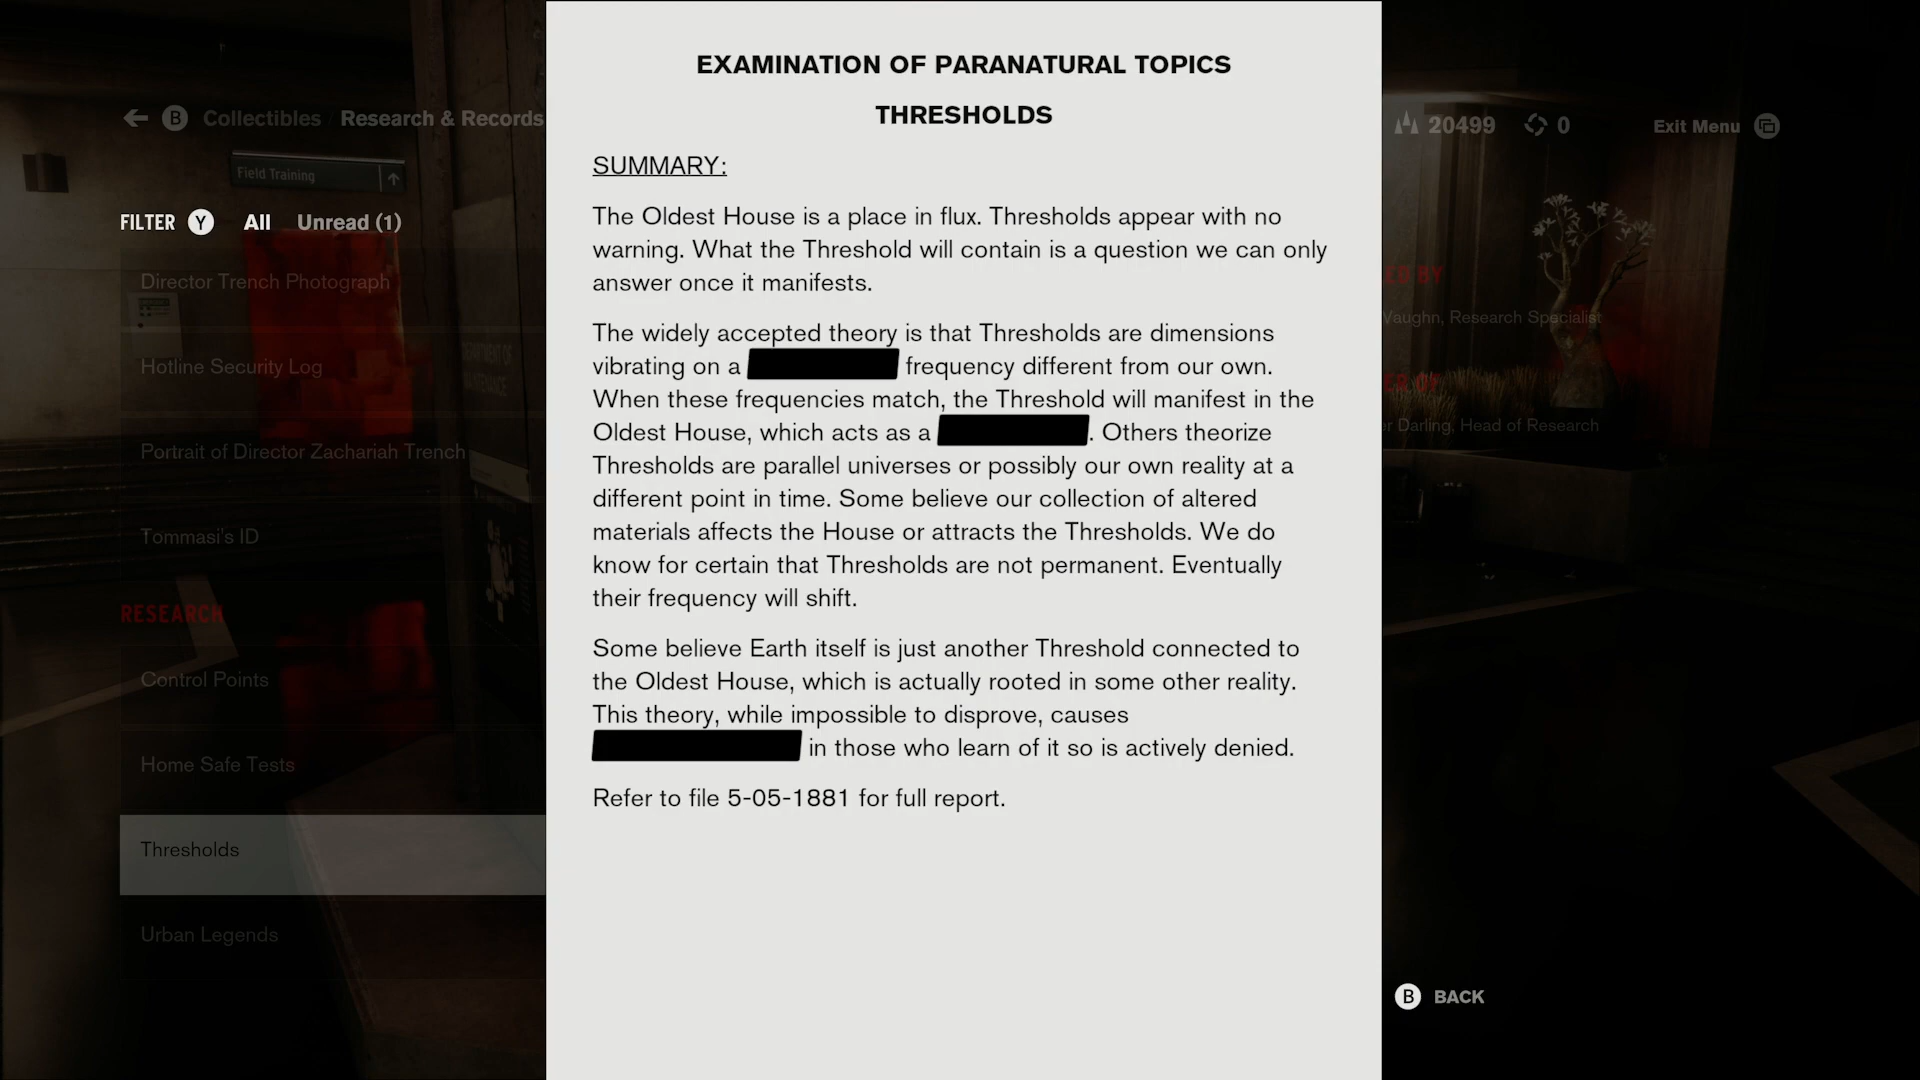 EXAMINATION OF PARANATURAL TOPICS
THRESHOLDS
SUMMARY:
The Oldest House is a place in flux. Thresholds appear with no
warning. What the Threshold will contain is a question we can only
answer once it manifests.
The widely accepted theory is that Thresholds are dimensions
vibrating on a frequency different from our own.
When these frequencies match, the Threshold will manifest in the
Oldest House, which acts as a . Others theorize
Thresholds are parallel universes or possibly our own reality at a
different point in time. Some believe our collection of altered
materials affects the House or attracts the Thresholds. We do
know for certain that Thresholds are not permanent. Eventually
their frequency will shift.
Some believe Earth itself is just another Threshold connected to
the Oldest House, which is actually rooted in some other reality.
This theory, while impossible to disprove, causes
in those who learn of it so is actively denied.
Refer to file 5-05-1881 for full report.
B Collectibles / Research & Records
Field Training
FILTER Y All Unread (1)
Director Trench Photograph
Hotline Security Log
Portrait of Director Zachariah Trench
Tommasi's ID
RESEARCH
Control Points
Home Safe Tests
Thresholds
Urban Legends
DEPARTMENT OF
MAINTENANCE
20499 0 Exit Menu
ED BY
Vaughn, Research Specialist
ER OF
r Darling, Head of Research
B BACK